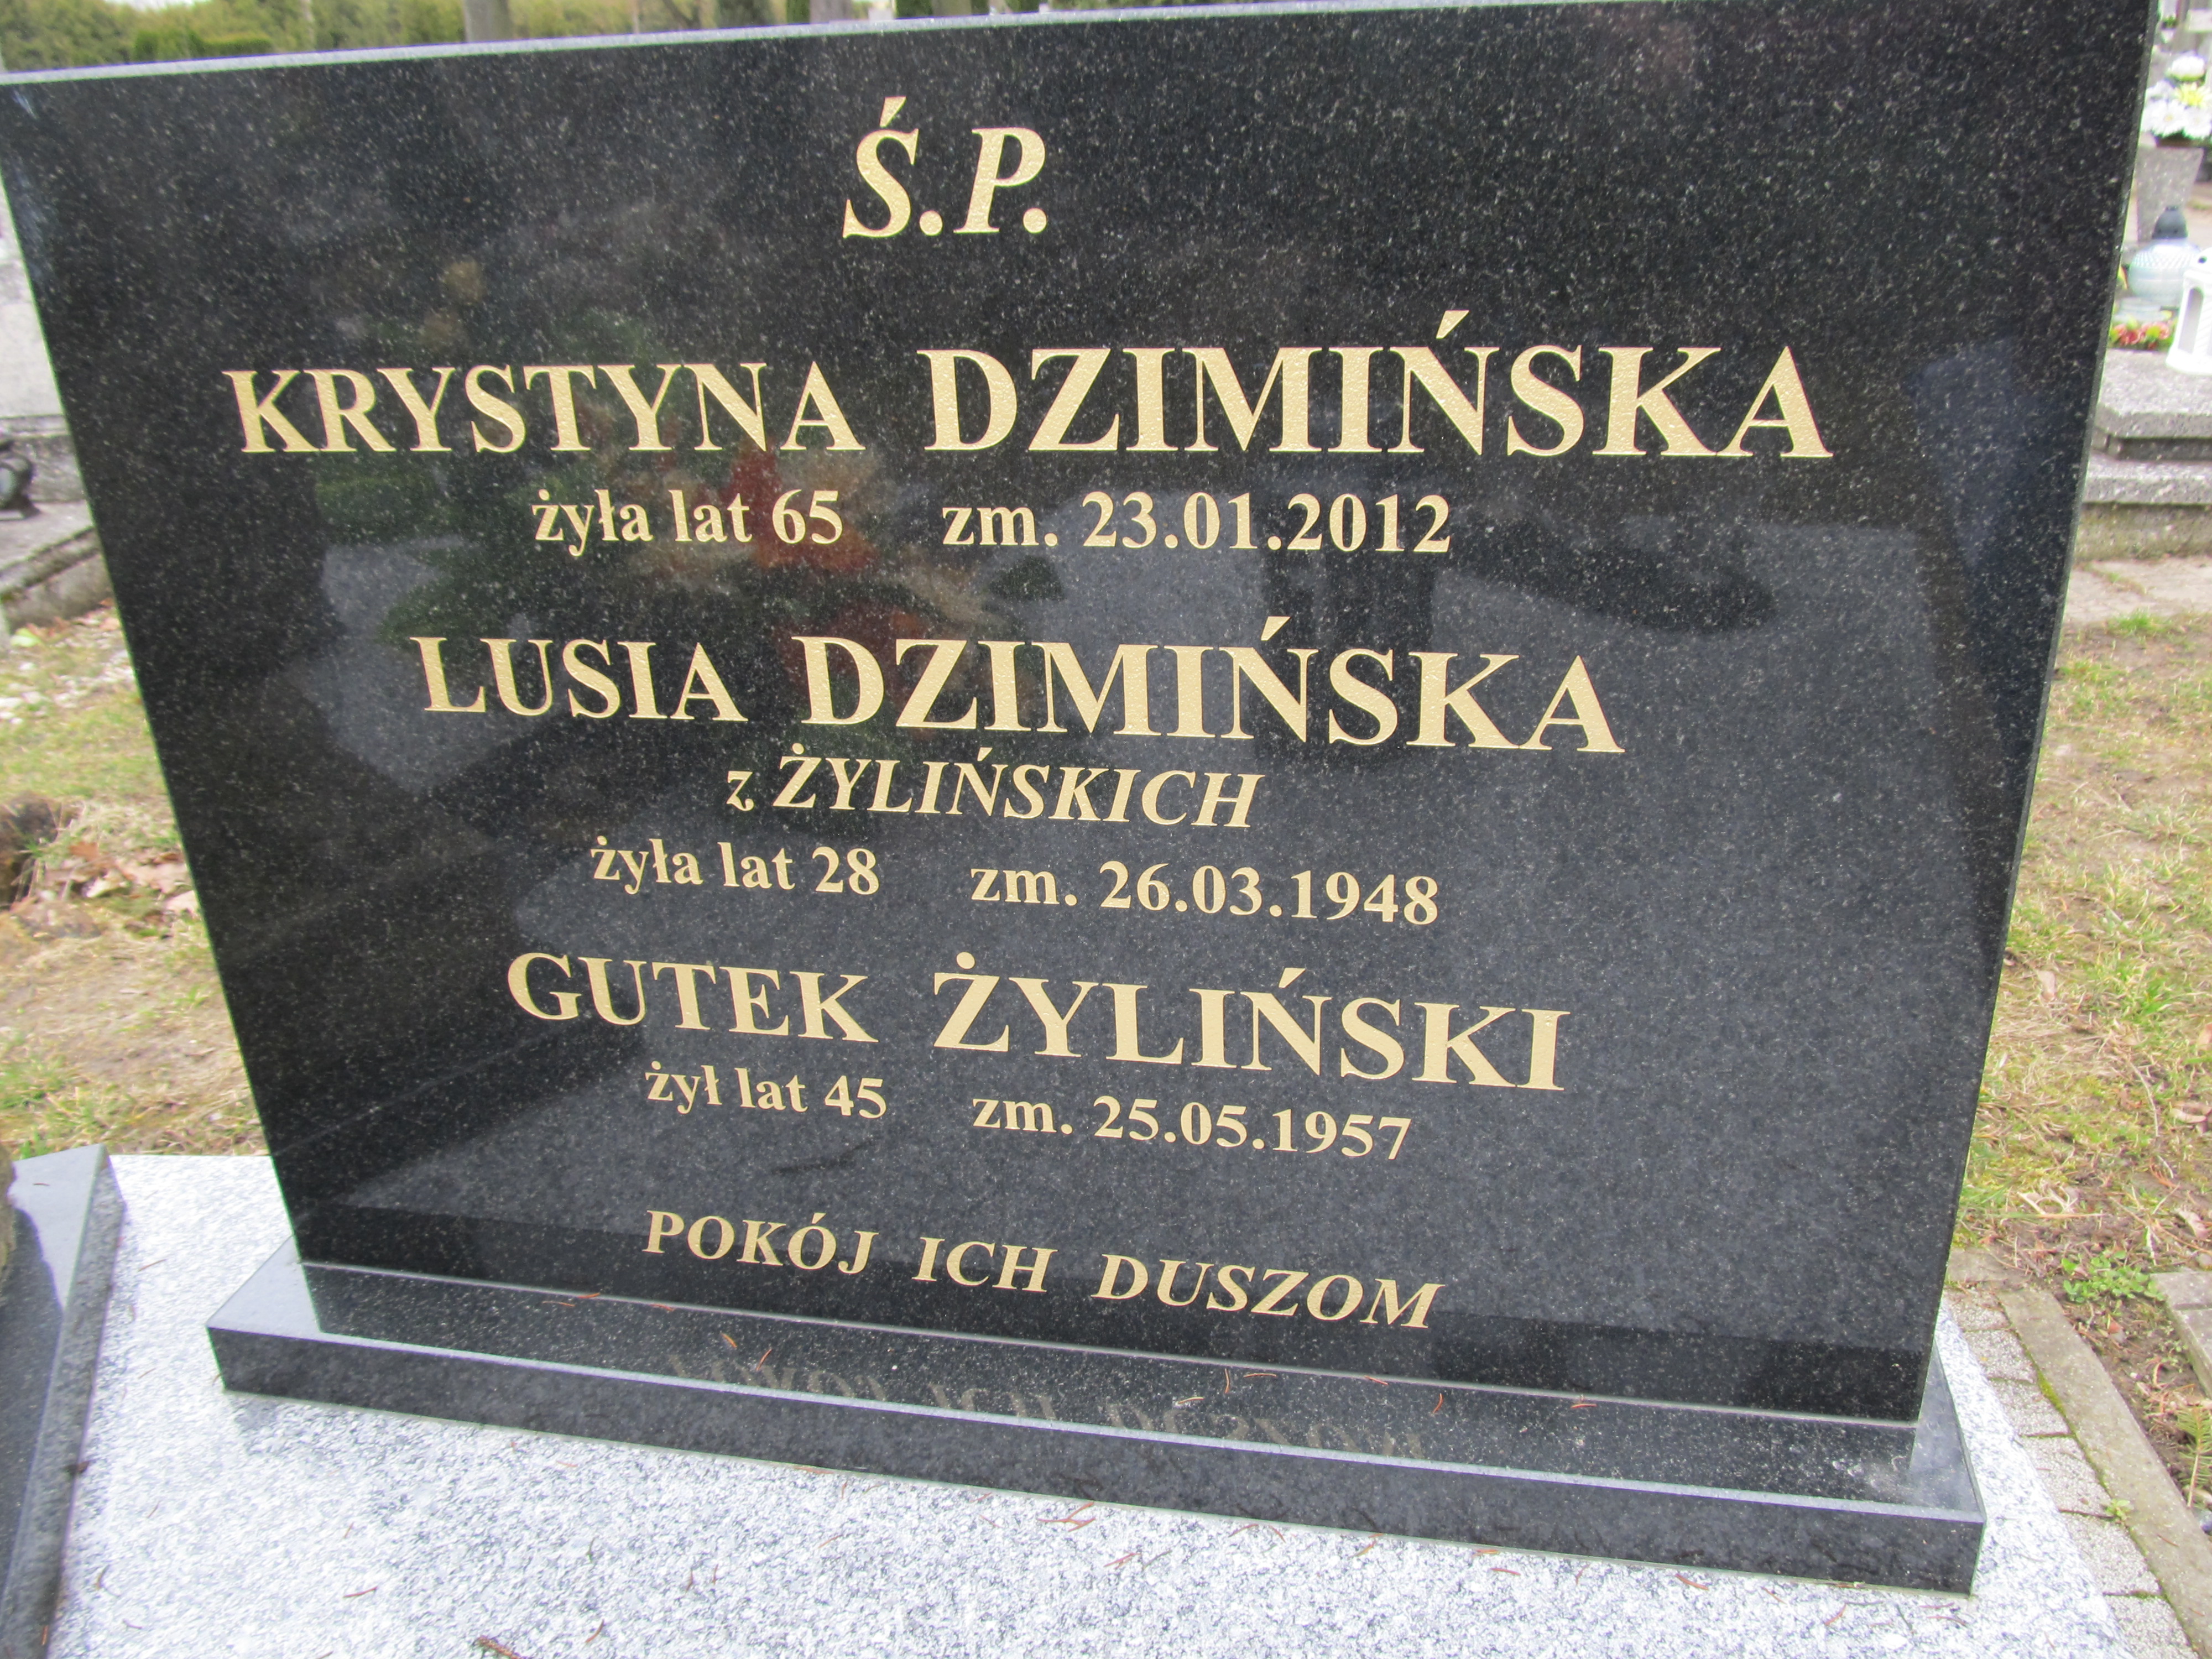 Ś.P.
KRYSTYNA DZIMIŃSKA
żyła lat 65 zm. 23.01.2012
LUSIA DZIMIŃSKA
z ŻYLIŃSKICH
żyła lat 28 zm. 26.03.1948
GUTEK ŻYLIŃSKI
żył lat 45 zm. 25.05.1957
POKÓJ ICH DUSZOM